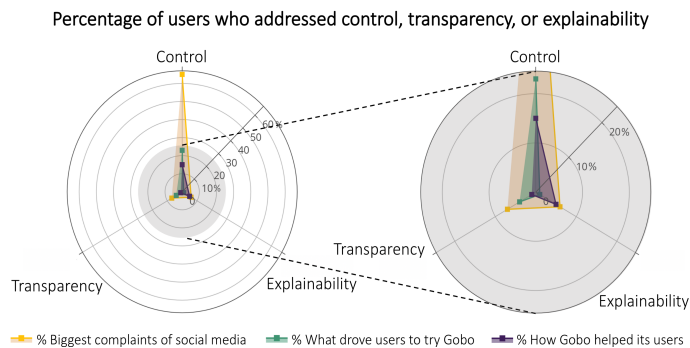 Percentage of users who addressed control, transparency, or explainability
Control
Control
60%
50
40
30
20
10%
0
20%
10%
0
Transparency
Explainability
Transparency
Explainability
% Biggest complaints of social media
% What drove users to try Gobo
% How Gobo helped its users